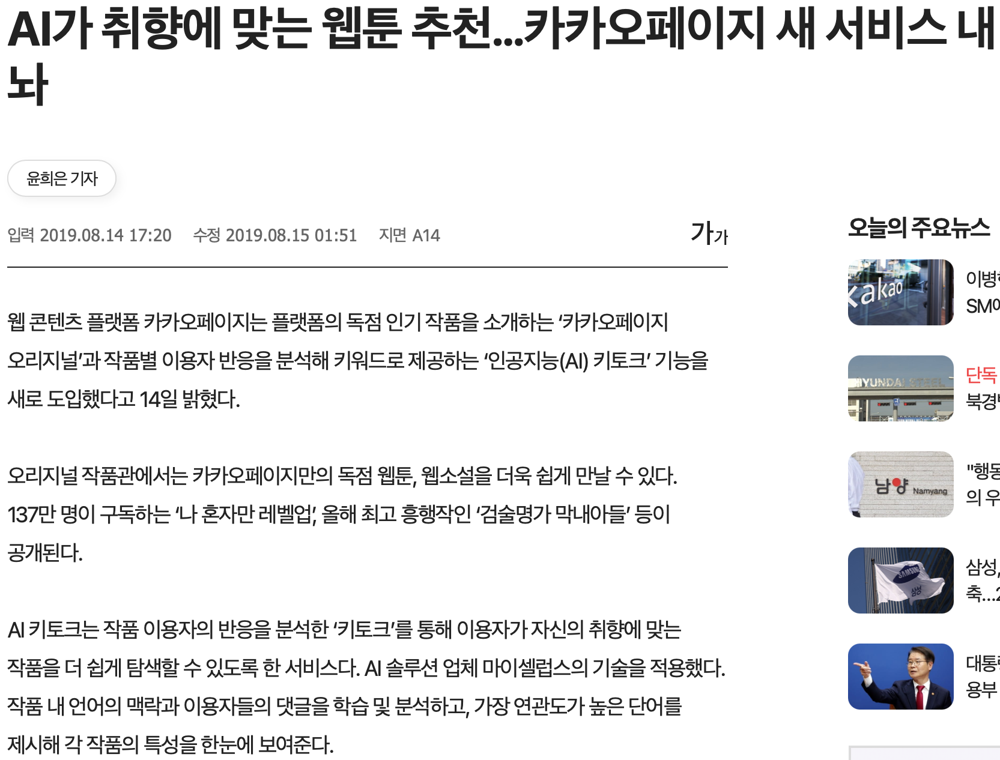 AI가 취향에 맞는 웹툰 추천...카카오페이지 새 서비스 내
놔
윤희은 기자
입력 2019.08.14 17:20 수정 2019.08.15 01:51 지면 A14
가가
웹 콘텐츠 플랫폼 카카오페이지는 플랫폼의 독점 인기 작품을 소개하는 ‘카카오페이지
오리지널’과 작품별 이용자 반응을 분석해 키워드로 제공하는 ‘인공지능(AI) 키토크’ 기능을
새로 도입했다고 14일 밝혔다.
오리지널 작품관에서는 카카오페이지만의 독점 웹툰, 웹소설을 더욱 쉽게 만날 수 있다.
137만 명이 구독하는 ‘나 혼자만 레벨업’, 올해 최고 흥행작인 ‘검술명가 막내아들’ 등이
공개된다.
AI 키토크는 작품 이용자의 반응을 분석한 ‘키토크’를 통해 이용자가 자신의 취향에 맞는
작품을 더 쉽게 탐색할 수 있도록 한 서비스다. AI 솔루션 업체 마이셀럽스의 기술을 적용했다.
작품 내 언어의 맥락과 이용자들의 댓글을 학습 및 분석하고, 가장 연관도가 높은 단어를
제시해 각 작품의 특성을 한눈에 보여준다.
오늘의 주요뉴스
kakao
이병
SM에
HYUNDAI STEEL
단독
북경
남양 Namyang
"행동
의 우
SAMSUNG
삼성
삼성,
축...2
대통
용부